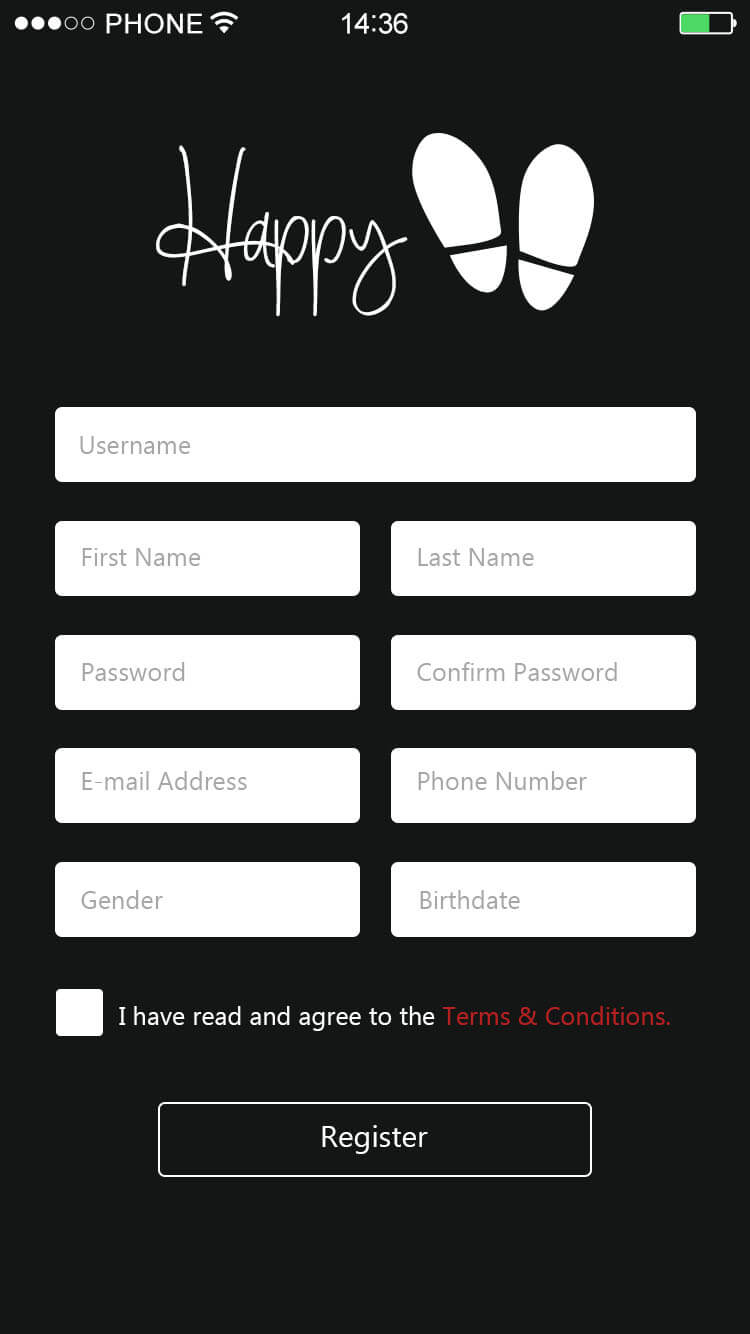 PHONE 14:36
Happy
Username
First Name Last Name
Password Confirm Password
E-mail Address Phone Number
Gender Birthdate
I have read and agree to the Terms & Conditions.
Register